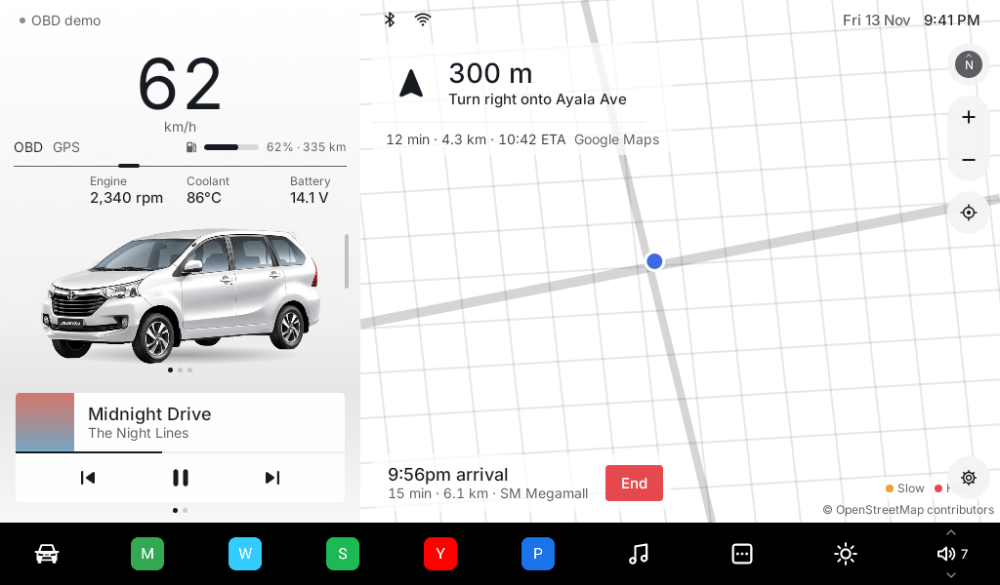 OBD demo
62
km/h
OBD GPS
62% · 335 km
Engine
2,340 rpm
Coolant
86°C
Battery
14.1 V
Midnight Drive
The Night Lines
Fri 13 Nov 9:41 PM
300 m
Turn right onto Ayala Ave
12 min · 4.3 km · 10:42 ETA Google Maps
N
+
−
9:56pm arrival
15 min · 6.1 km · SM Megamall
End
Slow
© OpenStreetMap contributors
M
W
S
Y
P
7